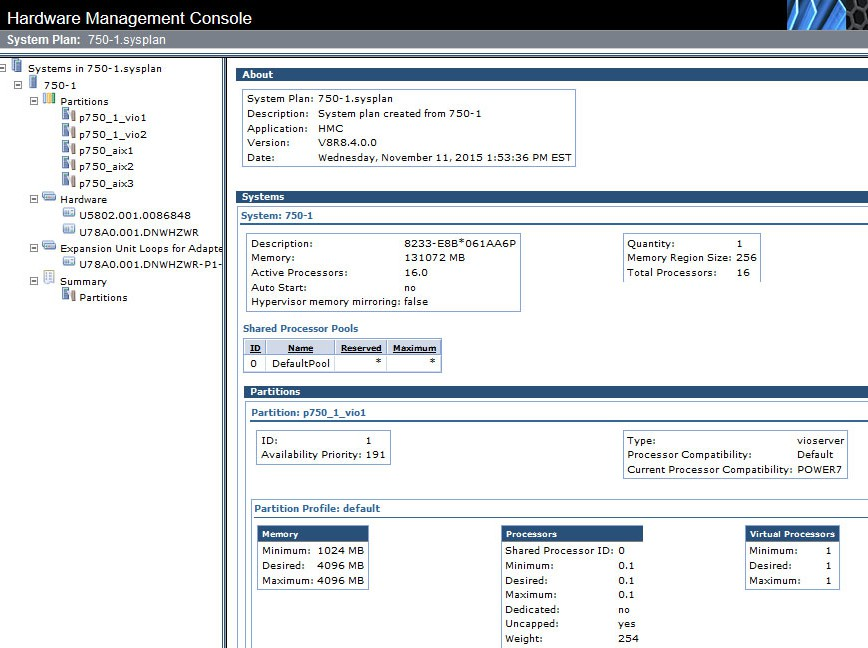 Hardware Management Console
System Plan: 750-1.sysplan
Systems in 750-1.sysplan
750-1
Partitions
p750_1_vio1
p750_1_vio2
p750_aix1
p750_aix2
p750_aix3
Hardware
U5802.001.0086848
U78A0.001.DNWHZWR
Expansion Unit Loops for Adapte
U78A0.001.DNWHZWR-P1-
Summary
Partitions
About
System Plan: 750-1.sysplan
Description: System plan created from 750-1
Application: HMC
Version: V8R8.4.0.0
Date: Wednesday, November 11, 2015 1:53:36 PM EST
Systems
System: 750-1
Description: 8233-E8B*061AA6P
Memory: 131072 MB
Active Processors: 16.0
Auto Start: no
Hypervisor memory mirroring: false
Quantity: 1
Memory Region Size: 256
Total Processors: 16
Shared Processor Pools
ID Name Reserved Maximum
0 DefaultPool * *
Partitions
Partition: p750_1_vio1
ID: 1
Availability Priority: 191
Type: vioserver
Processor Compatibility: Default
Current Processor Compatibility: POWER7
Partition Profile: default
Memory
Minimum: 1024 MB
Desired: 4096 MB
Maximum: 4096 MB
Processors
Shared Processor ID: 0
Minimum: 0.1
Desired: 0.1
Maximum: 0.1
Dedicated: no
Uncapped: yes
Weight: 254
Virtual Processors
Minimum: 1
Desired: 1
Maximum: 1